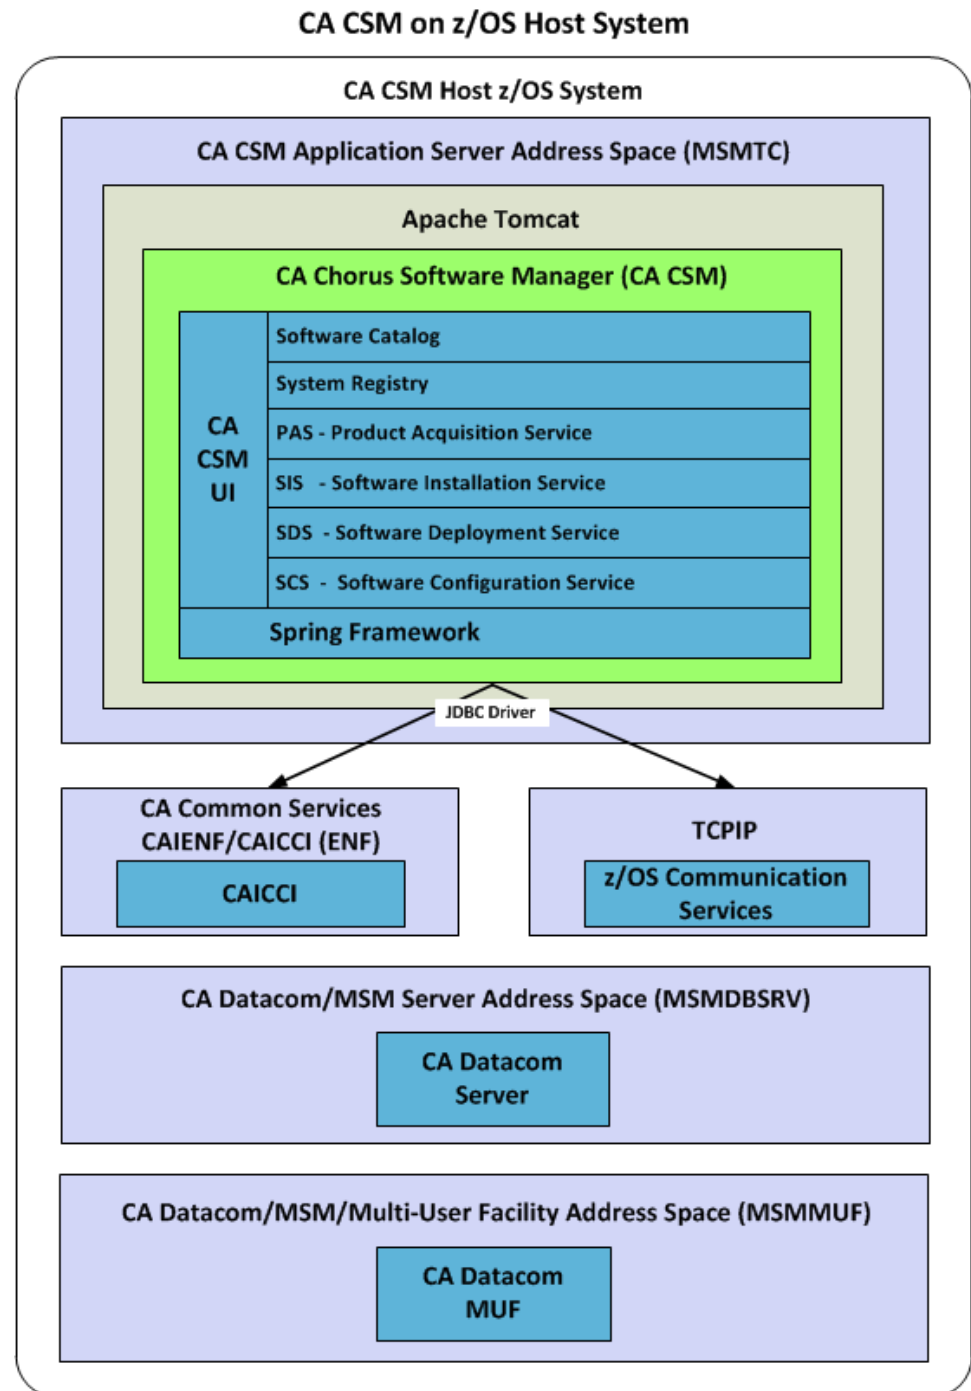 CA CSM on z/OS Host System
CA CSM Host z/OS System
CA CSM Application Server Address Space (MSMTC)
Apache Tomcat
CA Chorus Software Manager (CA CSM)
CA
CSM
UI
Software Catalog
System Registry
PAS - Product Acquisition Service
SIS - Software Installation Service
SDS - Software Deployment Service
SCS - Software Configuration Service
Spring Framework
JDBC Driver
CA Common Services
CAIENF/CAICCI (ENF)
CAICCI
TCPIP
z/OS Communication
Services
CA Datacom/MSM Server Address Space (MSMDBSRV)
CA Datacom
Server
CA Datacom/MSM/Multi-User Facility Address Space (MSMMUF)
CA Datacom
MUF